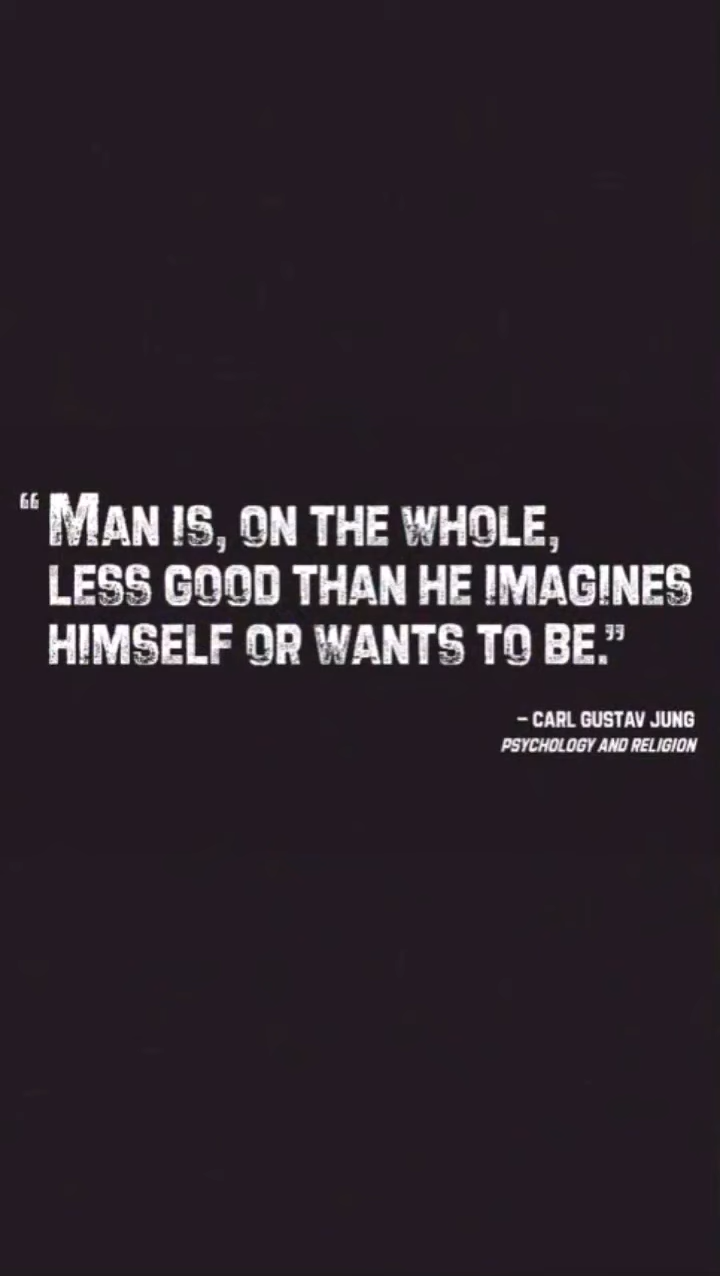 “MAN IS, ON THE WHOLE,
LESS GOOD THAN HE IMAGINES
HIMSELF OR WANTS TO BE.”
– CARL GUSTAV JUNG
PSYCHOLOGY AND RELIGION